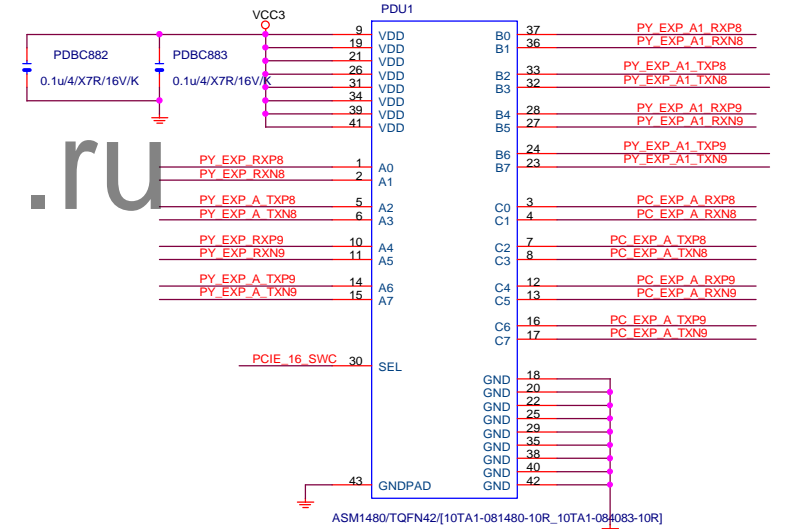 PDU1
VCC3
PDBC882
0.1u/4/X7R/16V/K
PDBC883
0.1u/4/X7R/16V/K
.ru
9 VDD
19 VDD
21 VDD
26 VDD
31 VDD
34 VDD
39 VDD
41 VDD
PY_EXP_RXP8 1 A0
PY_EXP_RXN8 2 A1
PY_EXP_A_TXP8 5 A2
PY_EXP_A_TXN8 6 A3
PY_EXP_RXP9 10 A4
PY_EXP_RXN9 11 A5
PY_EXP_A_TXP9 14 A6
PY_EXP_A_TXN9 15 A7
PCIE_16_SWC 30 SEL
43 GNDPAD
B0 37 PY_EXP_A1_RXP8
B1 36 PY_EXP_A1_RXN8
B2 33 PY_EXP_A1_TXP8
B3 32 PY_EXP_A1_TXN8
B4 28 PY_EXP_A1_RXP9
B5 27 PY_EXP_A1_RXN9
B6 24 PY_EXP_A1_TXP9
B7 23 PY_EXP_A1_TXN9
C0 3 PC_EXP_A_RXP8
C1 4 PC_EXP_A_RXN8
C2 7 PC_EXP_A_TXP8
C3 8 PC_EXP_A_TXN8
C4 12 PC_EXP_A_RXP9
C5 13 PC_EXP_A_RXN9
C6 16 PC_EXP_A_TXP9
C7 17 PC_EXP_A_TXN9
GND 18
GND 20
GND 22
GND 25
GND 29
GND 35
GND 38
GND 40
GND 42
ASM1480/TQFN42/[10TA1-081480-10R_10TA1-084083-10R]